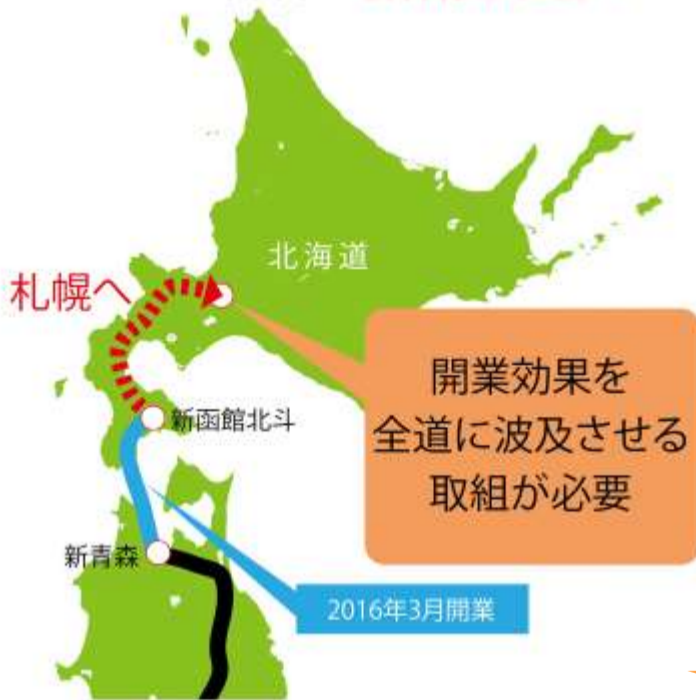 北海道
札幌へ
開業効果を
全道に波及させる
取組が必要
新函館北斗
新青森
2016年3月開業